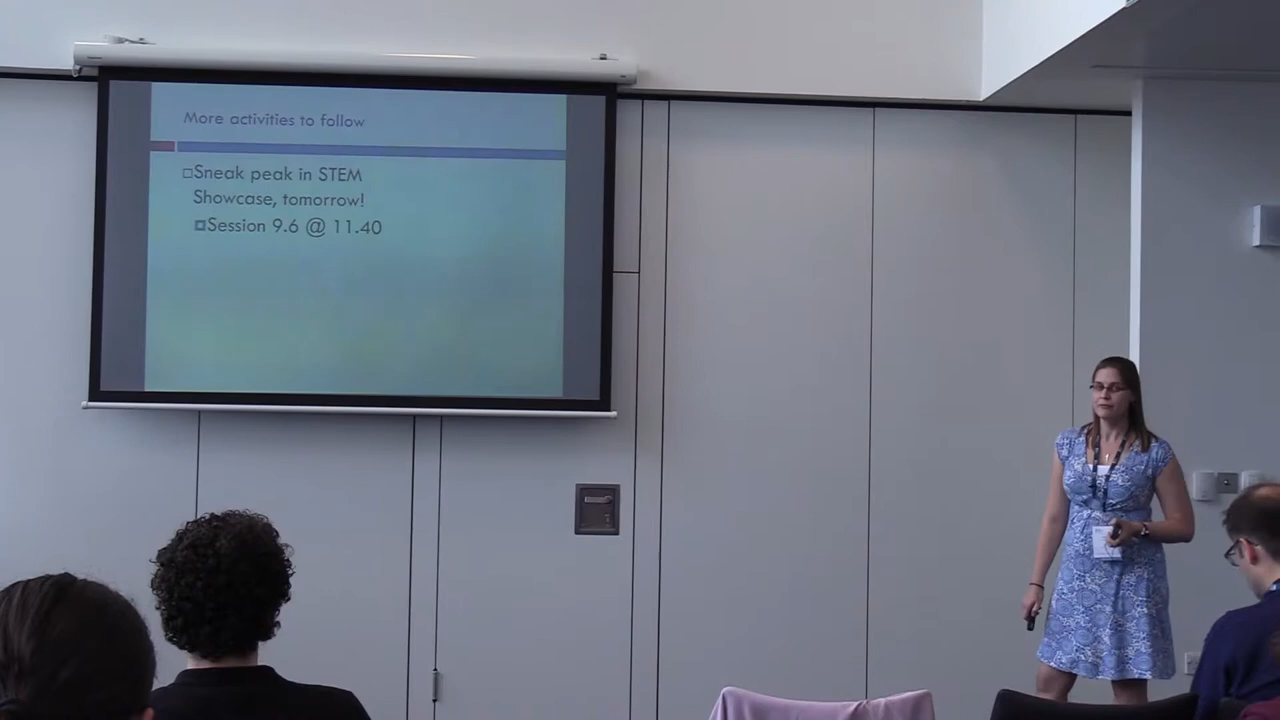 More activities to follow
Sneak peak in STEM
Showcase, tomorrow!
Session 9.6 @ 11.40